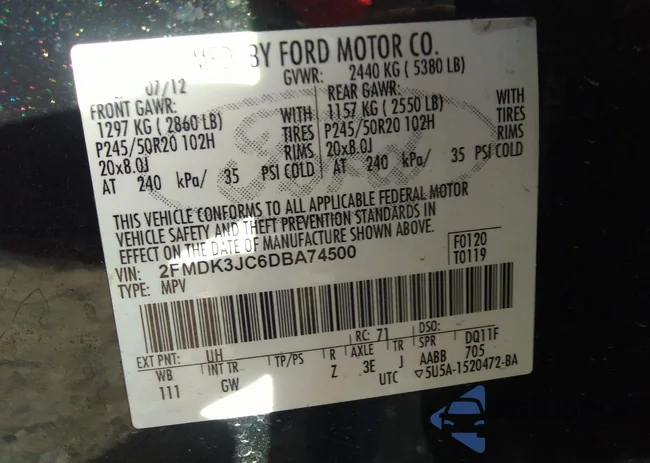 BY FORD MOTOR CO.
07/12
GVWR: 2440 KG ( 5380 LB)
FRONT GAWR:
1297 KG ( 2860 LB)
P245/50R20 102H
20x8.0J
AT 240 kPa/ 35 PSI COLD
WITH
TIRES
RIMS
REAR GAWR:
1157 KG ( 2550 LB)
P245/50R20 102H
20x8.0J
AT 240 kPa/ 35 PSI COLD
WITH
TIRES
RIMS
Ford
THIS VEHICLE CONFORMS TO ALL APPLICABLE FEDERAL MOTOR
VEHICLE SAFETY AND THEFT PREVENTION STANDARDS IN
EFFECT ON THE DATE OF MANUFACTURE SHOWN ABOVE.
VIN: 2FMDK3JC6DBA74500
TYPE: MPV
F0120
T0119
EXT PNT: UH RC: 71 DSO: DQ11F
WB INT TR TP/PS R AXLE TR SPR
111 GW Z 3E J AABB 705
UTC ▽5U5A-1520472-BA